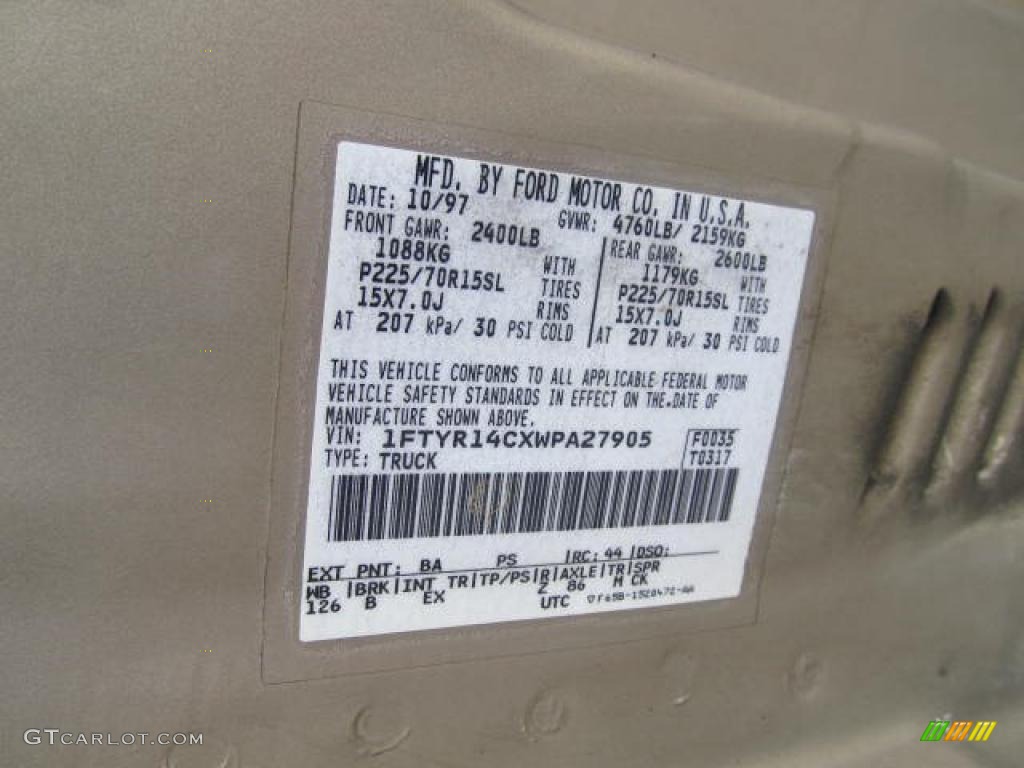 MFD. BY FORD MOTOR CO. IN U.S.A.
DATE: 10/97 GVWR: 4760LB/ 2159KG
FRONT GAWR: 2400LB REAR GAWR: 2600LB
1088KG WITH 1179KG WITH
P225/70R15SL TIRES P225/70R15SL TIRES
15X7.0J RIMS 15X7.0J RIMS
AT 207 kPa/ 30 PSI COLD AT 207 kPa/ 30 PSI COLD
THIS VEHICLE CONFORMS TO ALL APPLICABLE FEDERAL MOTOR
VEHICLE SAFETY STANDARDS IN EFFECT ON THE DATE OF
MANUFACTURE SHOWN ABOVE.
VIN: 1FTYR14CXWPA27905 F0035
TYPE: TRUCK T0317
EXT PNT: BA PS |RC: 44 |DSO:
WB |BRK|INT TR|TP/PS|R|AXLE|TR|SPR
126 B EX Z 86 M CK
UTC
GTCARLOT.COM